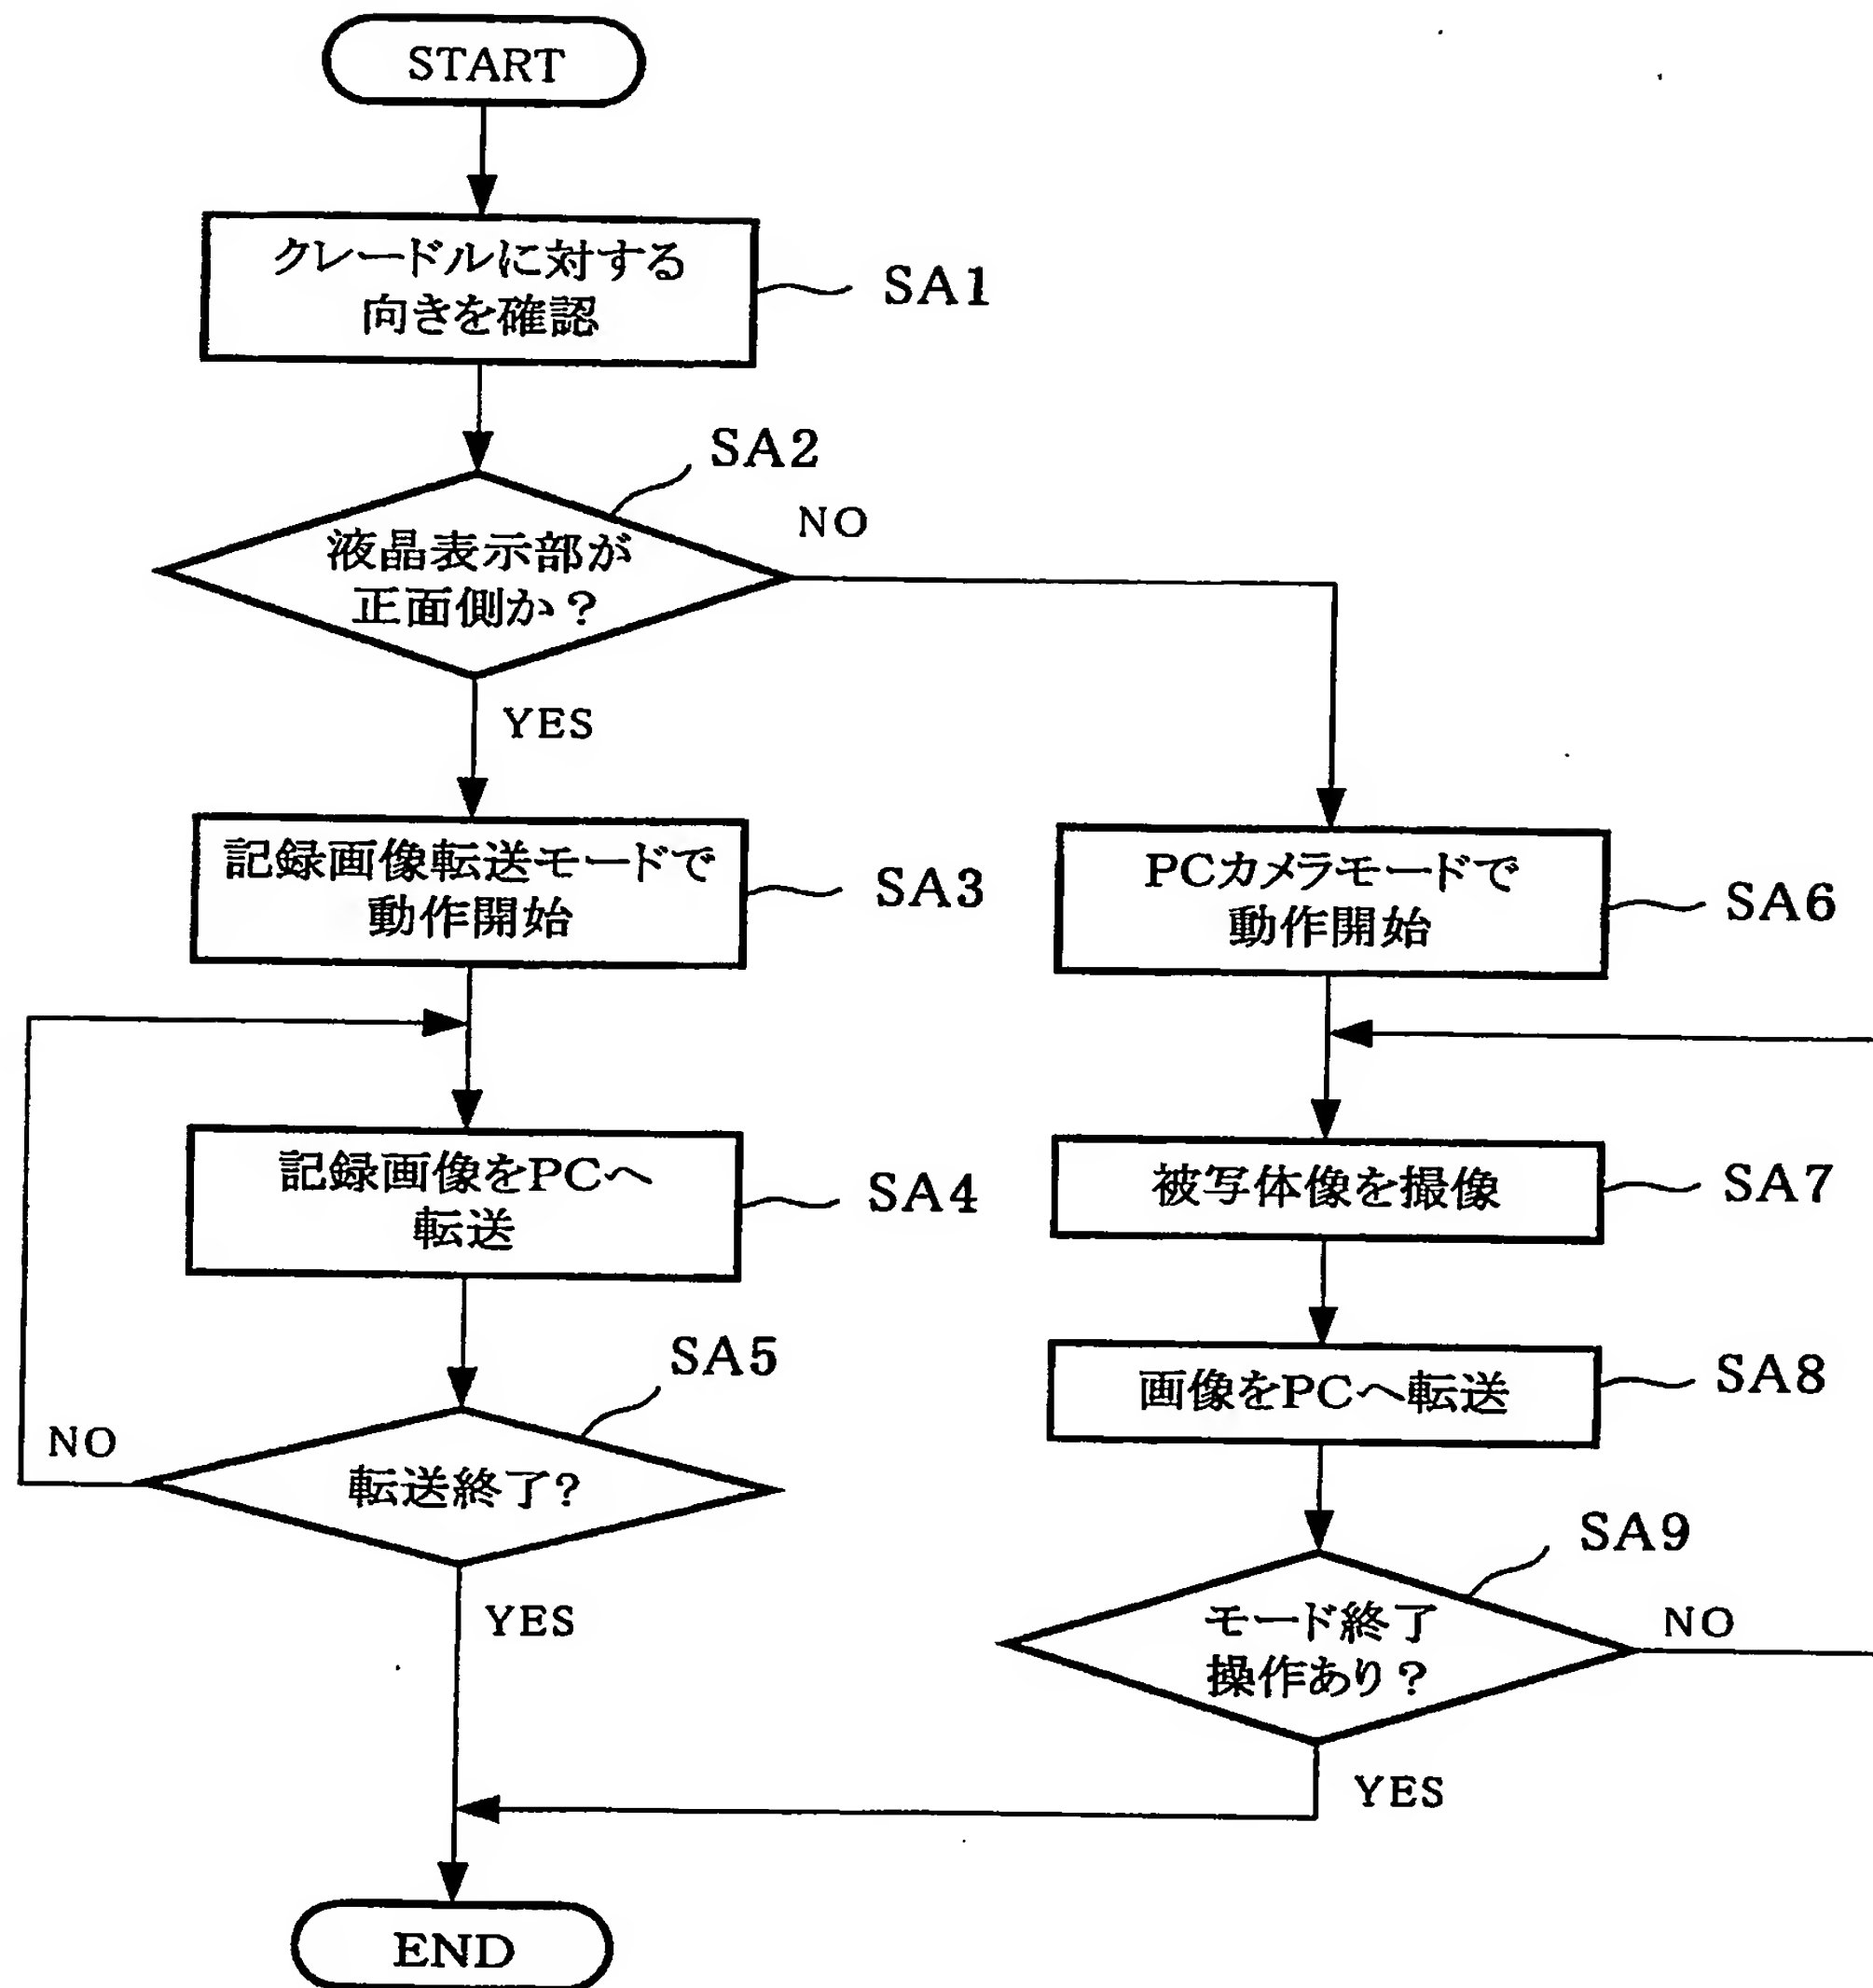 START
クレードルに対する
向きを確認
SA1
SA2
液晶表示部が
正面側か？
NO
YES
記録画像転送モードで
動作開始
SA3
PCカメラモードで
動作開始
SA6
記録画像をPCへ
転送
SA4
被写体像を撮像
SA7
画像をPCへ転送
SA8
SA5
転送終了?
NO
YES
SA9
モード終了
操作あり？
NO
YES
END